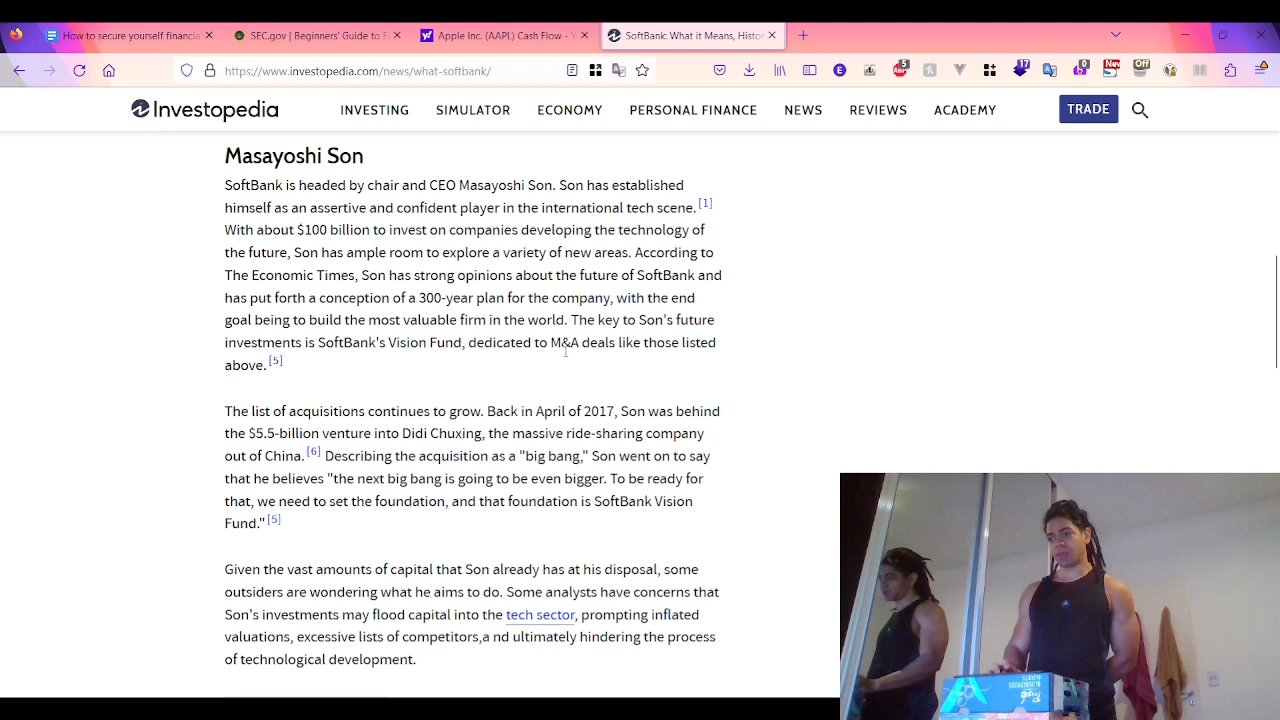 How to secure yourself financia
SEC.gov | Beginners' Guide to F
Apple Inc. (AAPL) Cash Flow - Y
SoftBank: What it Means, Histor
https://www.investopedia.com/news/what-softbank/
5
17
0
New
Off
Investopedia
INVESTING
SIMULATOR
ECONOMY
PERSONAL FINANCE
NEWS
REVIEWS
ACADEMY
TRADE
Masayoshi Son
SoftBank is headed by chair and CEO Masayoshi Son. Son has established
himself as an assertive and confident player in the international tech scene. [1]
With about $100 billion to invest on companies developing the technology of
the future, Son has ample room to explore a variety of new areas. According to
The Economic Times, Son has strong opinions about the future of SoftBank and
has put forth a conception of a 300-year plan for the company, with the end
goal being to build the most valuable firm in the world. The key to Son's future
investments is SoftBank's Vision Fund, dedicated to M&A deals like those listed
above. [5]
The list of acquisitions continues to grow. Back in April of 2017, Son was behind
the $5.5-billion venture into Didi Chuxing, the massive ride-sharing company
out of China. [6] Describing the acquisition as a "big bang," Son went on to say
that he believes "the next big bang is going to be even bigger. To be ready for
that, we need to set the foundation, and that foundation is SoftBank Vision
Fund." [5]
Given the vast amounts of capital that Son already has at his disposal, some
outsiders are wondering what he aims to do. Some analysts have concerns that
Son's investments may flood capital into the tech sector, prompting inflated
valuations, excessive lists of competitors,a nd ultimately hindering the process
of technological development.